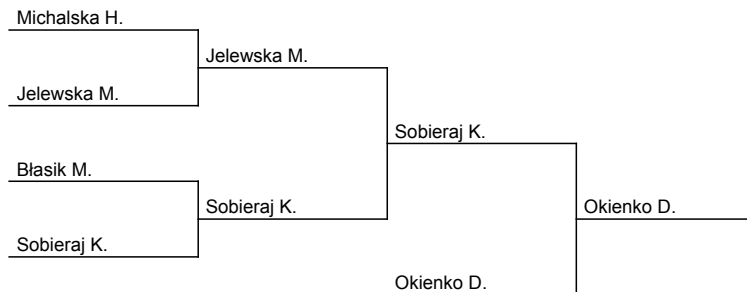 Michalska H.
Jelewska M.
Jelewska M.
Sobieraj K.
Błasik M.
Sobieraj K.
Okienko D.
Sobieraj K.
Okienko D.